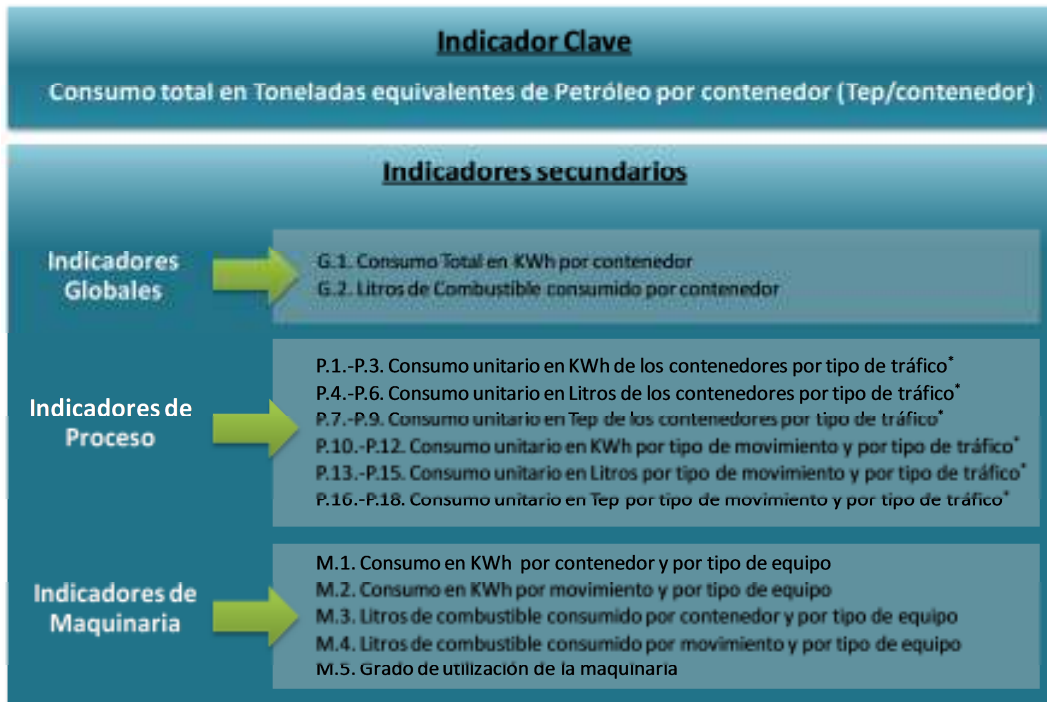 Indicador Clave
Consumo total en Toneladas equivalentes de Petróleo por contenedor (Tep/contenedor)
Indicadores secundarios
Indicadores
Globales
G.1. Consumo Total en KWh por contenedor
G.2. Litros de Combustible consumido por contenedor
Indicadores de
Proceso
P.1.-P.3. Consumo unitario en KWh de los contenedores por tipo de tráfico*
P.4.-P.6. Consumo unitario en Litros de los contenedores por tipo de tráfico*
P.7.-P.9. Consumo unitario en Tep de los contenedores por tipo de tráfico*
P.10.-P.12. Consumo unitario en KWh por tipo de movimiento y por tipo de tráfico*
P.13.-P.15. Consumo unitario en Litros por tipo de movimiento y por tipo de tráfico*
P.16.-P.18. Consumo unitario en Tep por tipo de movimiento y por tipo de tráfico*
Indicadores de
Maquinaria
M.1. Consumo en KWh por contenedor y por tipo de equipo
M.2. Consumo en KWh por movimiento y por tipo de equipo
M.3. Litros de combustible consumido por contenedor y por tipo de equipo
M.4. Litros de combustible consumido por movimiento y por tipo de equipo
M.5. Grado de utilización de la maquinaria